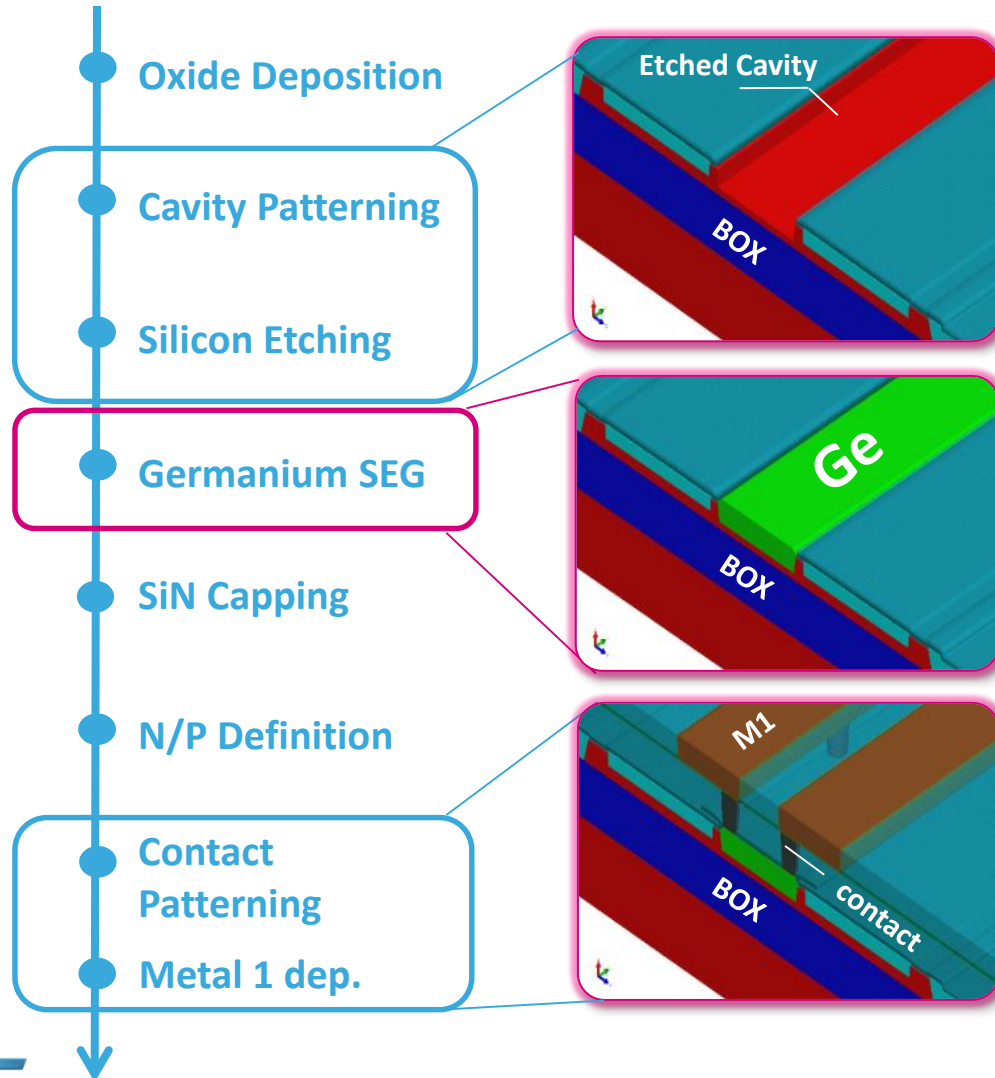 Oxide Deposition
Cavity Patterning
Silicon Etching
Germanium SEG
SiN Capping
N/P Definition
Contact
Patterning
Metal 1 dep.
Etched Cavity
BOX
Ge
BOX
M1
BOX
contact